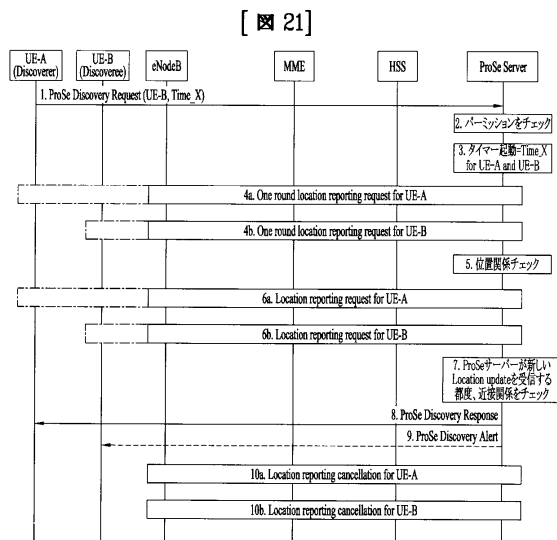 [ 図 21]
UE-A
(Discoverer)
UE-B
(Discoveree)
eNodeB
MME
HSS
ProSe Server
1. ProSe Discovery Request (UE-B, Time_X)
2. パーミッションをチェック
3. タイマー起動=Time_X
for UE-A and UE-B
4a. One round location reporting request for UE-A
4b. One round location reporting request for UE-B
5. 位置関係チェック
6a. Location reporting request for UE-A
6b. Location reporting request for UE-B
7. ProSeサーバーが新しい
Location updateを受信する
都度、近接関係をチェック
8. ProSe Discovery Response
9. ProSe Discovery Alert
10a. Location reporting cancellation for UE-A
10b. Location reporting cancellation for UE-B